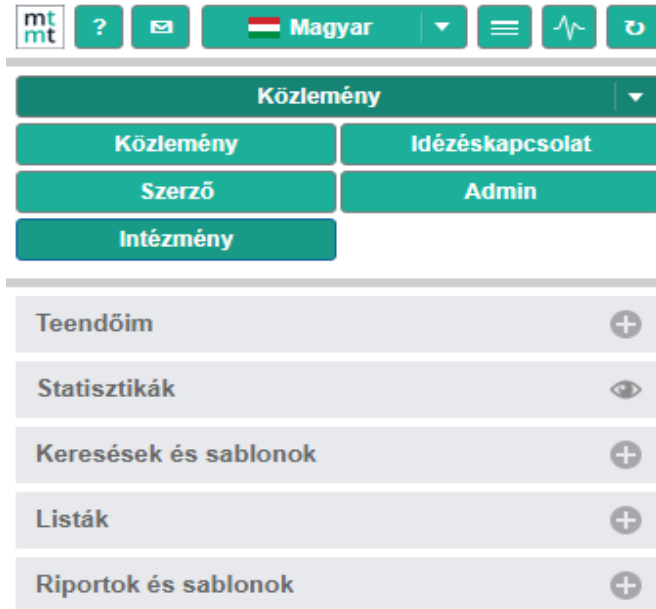 mt
mt
? Magyar
Közlemény
Közlemény Idézéskapcsolat
Szerző Admin
Intézmény
Teendőim
Statisztikák
Keresések és sablonok
Listák
Riportok és sablonok